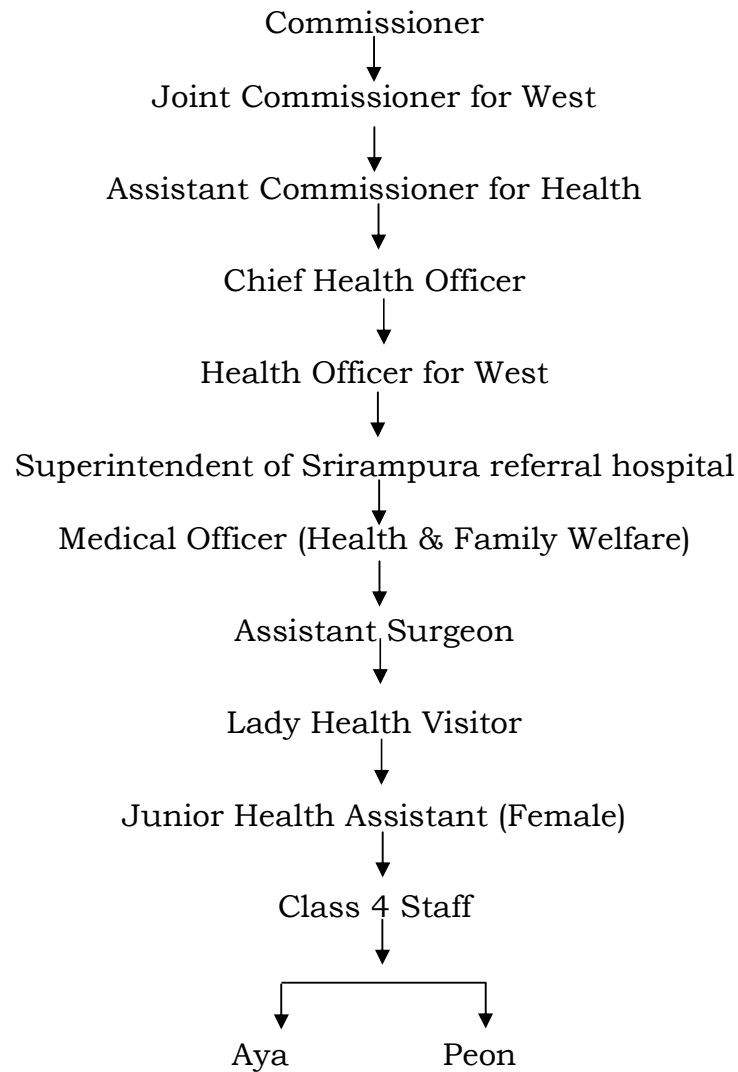 Commissioner
Joint Commissioner for West
Assistant Commissioner for Health
Chief Health Officer
Health Officer for West
Superintendent of Srirampura referral hospital
Medical Officer (Health & Family Welfare)
Assistant Surgeon
Lady Health Visitor
Junior Health Assistant (Female)
Class 4 Staff
Aya Peon